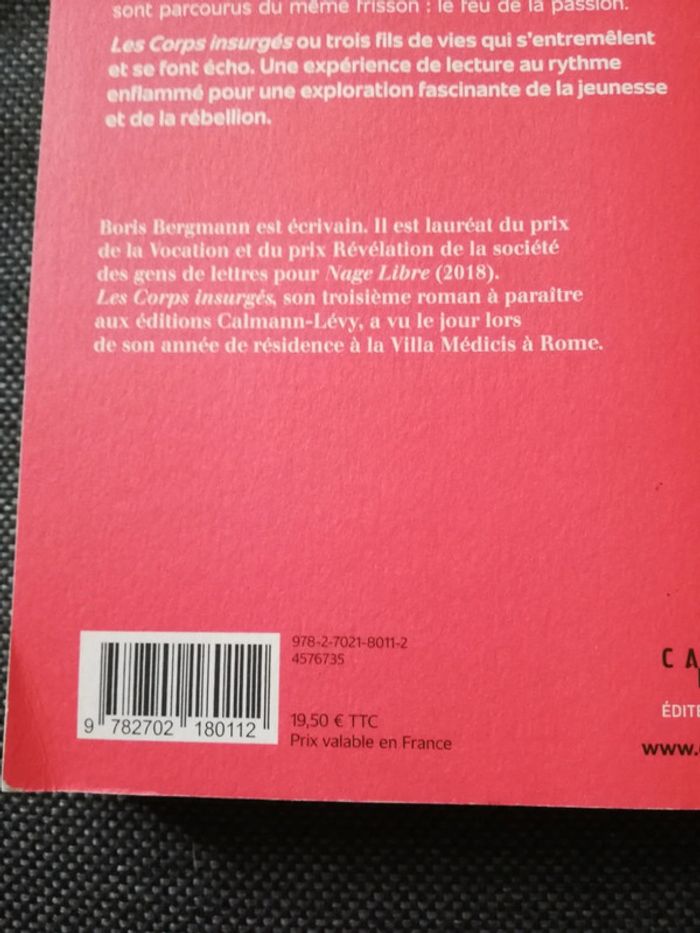 sont parcourus du même frisson : le feu de la passion.
Les Corps insurgés ou trois fils de vies qui s'entremêlent
et se font écho. Une expérience de lecture au rythme
enflammé pour une exploration fascinante de la jeunesse
et de la rébellion.
Boris Bergmann est écrivain. Il est lauréat du prix
de la Vocation et du prix Révélation de la société
des gens de lettres pour Nage Libre (2018).
Les Corps insurgés, son troisième roman à paraître
aux éditions Calmann-Lévy, a vu le jour lors
de son année de résidence à la Villa Médicis à Rome.
978-2-7021-8011-2
4576735
9 782702 180112
19,50 € TTC
Prix valable en France
CA
ÉDITE
www.